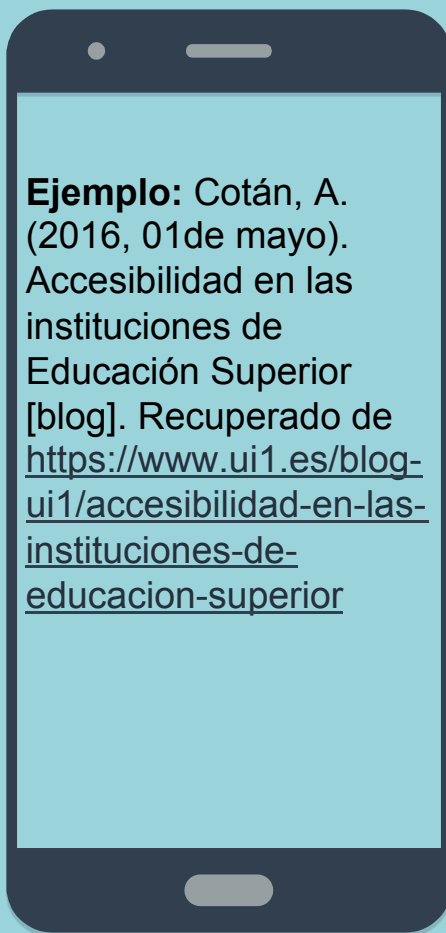 Ejemplo: Cotán, A.
(2016, 01de mayo).
Accesibilidad en las
instituciones de
Educación Superior
[blog]. Recuperado de
https://www.ui1.es/blog-
ui1/accesibilidad-en-las-
instituciones-de-
educacion-superior